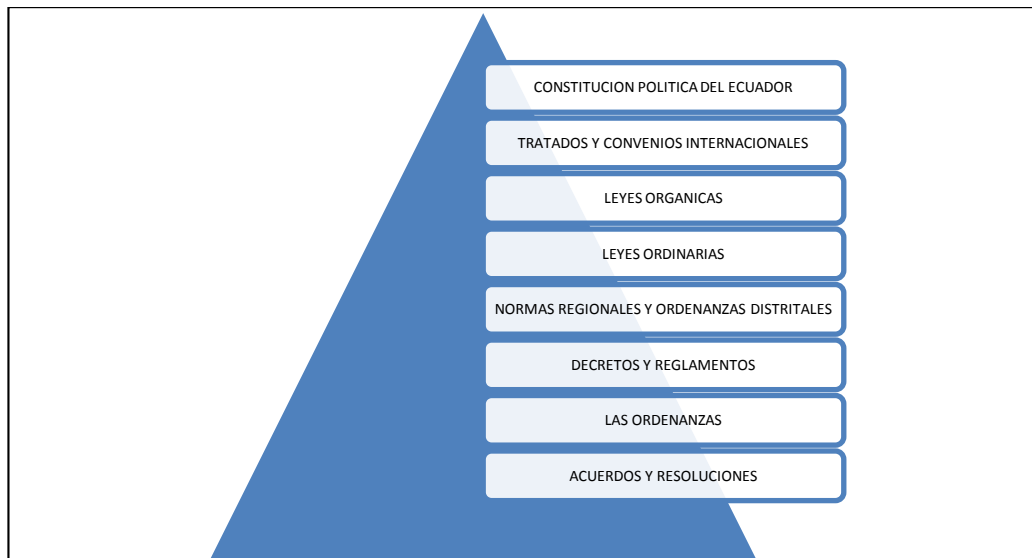 CONSTITUCION POLITICA DEL ECUADOR
TRATADOS Y CONVENIOS INTERNACIONALES
LEYES ORGANICAS
LEYES ORDINARIAS
NORMAS REGIONALES Y ORDENANZAS DISTRITALES
DECRETOS Y REGLAMENTOS
LAS ORDENANZAS
ACUERDOS Y RESOLUCIONES